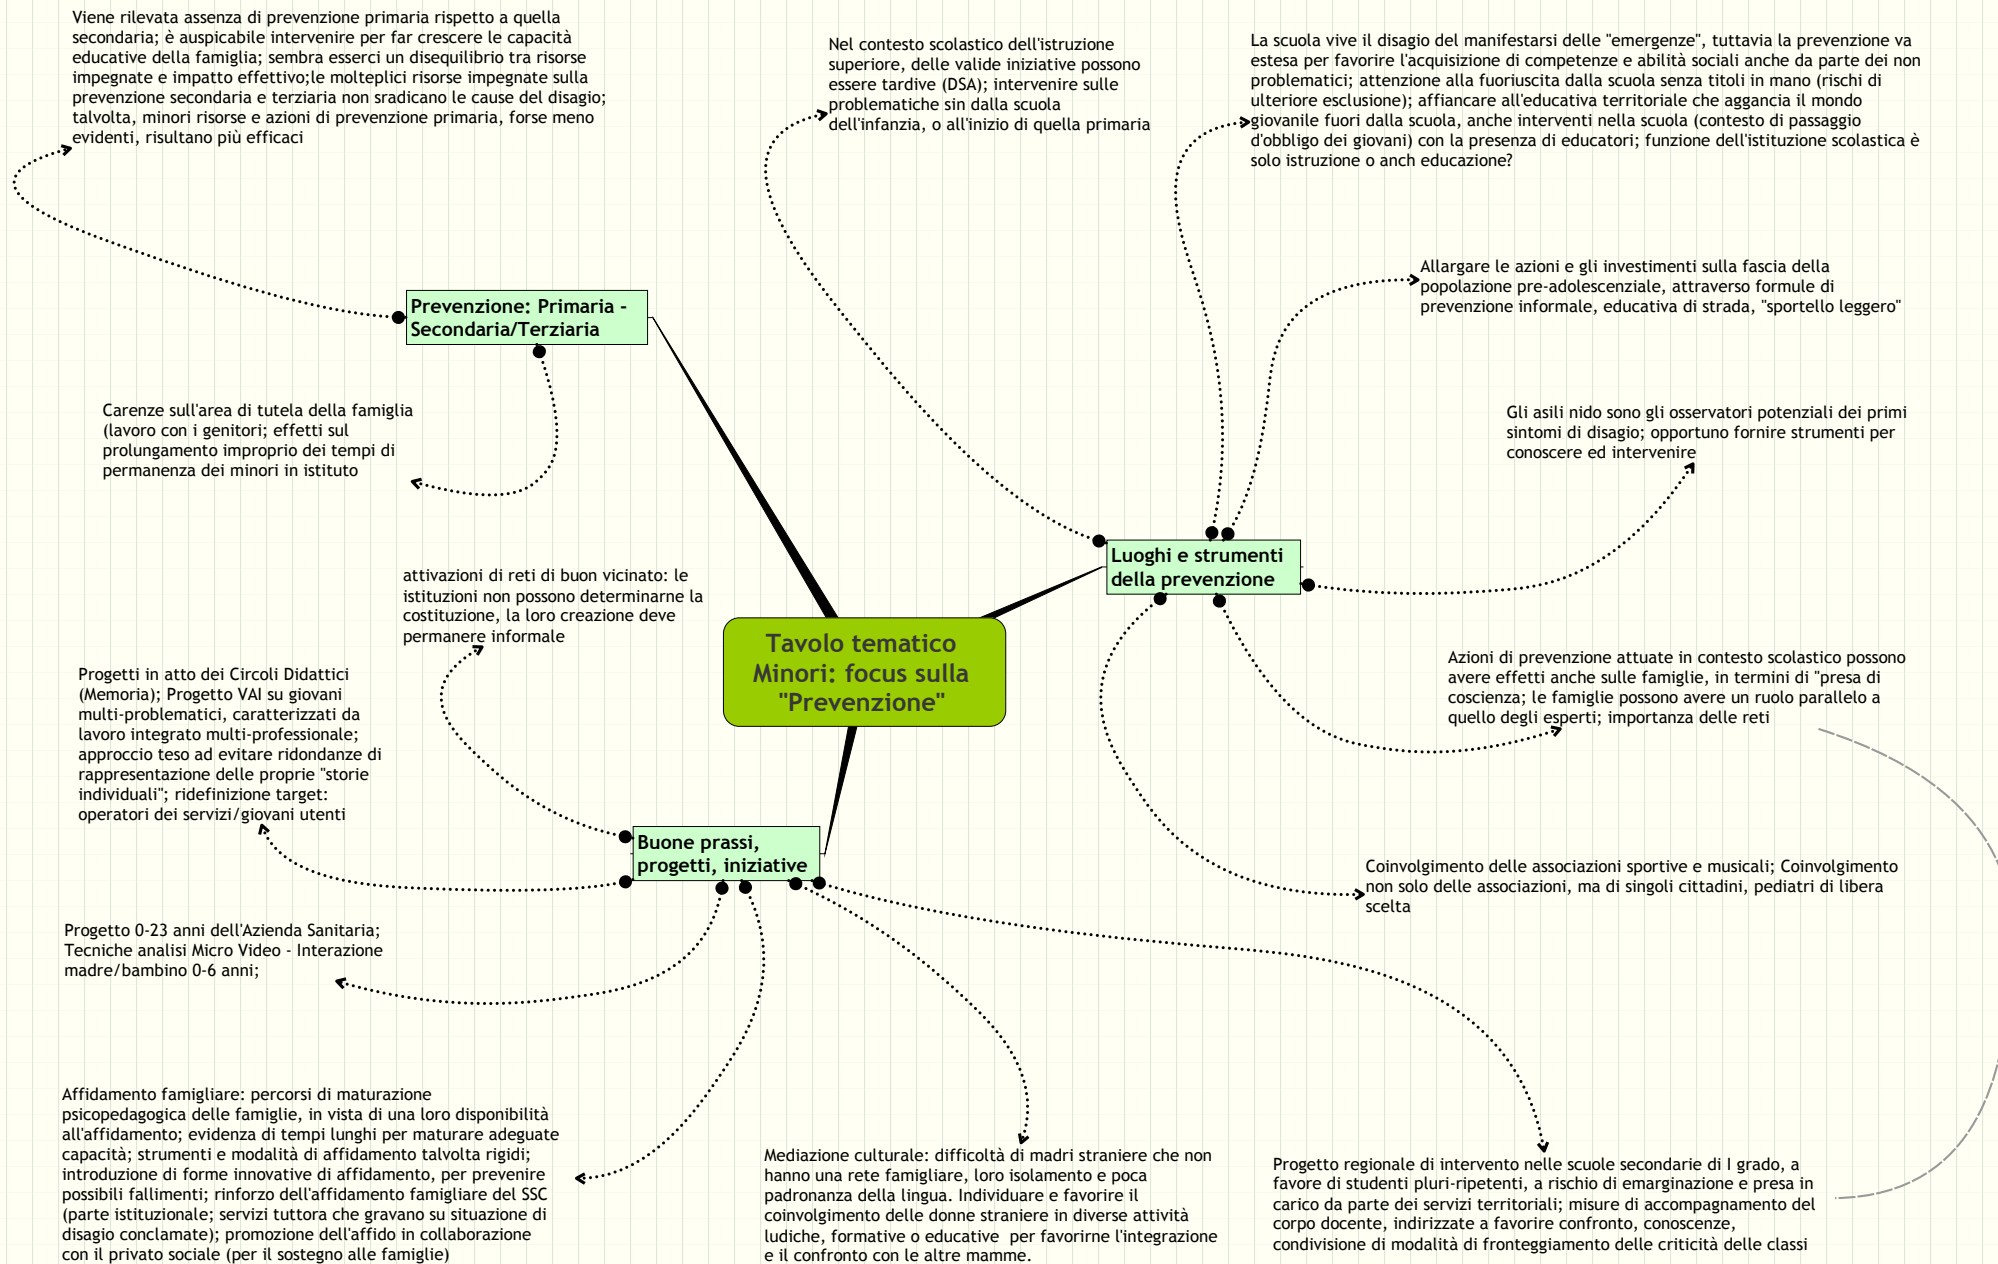 Viene rilevata assenza di prevenzione primaria rispetto a quella
secondaria; è auspicabile intervenire per far crescere le capacità
educative della famiglia; sembra esserci un disequilibrio tra risorse
impegnate e impatto effettivo;le molteplici risorse impegnate sulla
prevenzione secondaria e terziaria non sradicano le cause del disagio;
talvolta, minori risorse e azioni di prevenzione primaria, forse meno
evidenti, risultano più efficaci
Nel contesto scolastico dell'istruzione
superiore, delle valide iniziative possono
essere tardive (DSA); intervenire sulle
problematiche sin dalla scuola
dell'infanzia, o all'inizio di quella primaria
La scuola vive il disagio del manifestarsi delle "emergenze", tuttavia la prevenzione va
estesa per favorire l'acquisizione di competenze e abilità sociali anche da parte dei non
problematici; attenzione alla fuoriuscita dalla scuola senza titoli in mano (rischi di
ulteriore esclusione); affiancare all'educativa territoriale che aggancia il mondo
giovanile fuori dalla scuola, anche interventi nella scuola (contesto di passaggio
d'obbligo dei giovani) con la presenza di educatori; funzione dell'istituzione scolastica è
solo istruzione o anch educazione?
Allargare le azioni e gli investimenti sulla fascia della
popolazione pre-adolescenziale, attraverso formule di
prevenzione informale, educativa di strada, "sportello leggero"
Prevenzione: Primaria -
Secondaria/Terziaria
Carenze sull'area di tutela della famiglia
(lavoro con i genitori; effetti sul
prolungamento improprio dei tempi di
permanenza dei minori in istituto
Gli asili nido sono gli osservatori potenziali dei primi
sintomi di disagio; opportuno fornire strumenti per
conoscere ed intervenire
Luoghi e strumenti
della prevenzione
attivazioni di reti di buon vicinato: le
istituzioni non possono determinarne la
costituzione, la loro creazione deve
permanere informale
Tavolo tematico
Minori: focus sulla
"Prevenzione"
Azioni di prevenzione attuate in contesto scolastico possono
avere effetti anche sulle famiglie, in termini di "presa di
coscienza; le famiglie possono avere un ruolo parallelo a
quello degli esperti; importanza delle reti
Progetti in atto dei Circoli Didattici
(Memoria); Progetto VAI su giovani
multi-problematici, caratterizzati da
lavoro integrato multi-professionale;
approccio teso ad evitare ridondanze di
rappresentazione delle proprie "storie
individuali"; ridefinizione target:
operatori dei servizi/giovani utenti
Buone prassi,
progetti, iniziative
Coinvolgimento delle associazioni sportive e musicali; Coinvolgimento
non solo delle associazioni, ma di singoli cittadini, pediatri di libera
scelta
Progetto 0-23 anni dell'Azienda Sanitaria;
Tecniche analisi Micro Video - Interazione
madre/bambino 0-6 anni;
Affidamento famigliare: percorsi di maturazione
psicopedagogica delle famiglie, in vista di una loro disponibilità
all'affidamento; evidenza di tempi lunghi per maturare adeguate
capacità; strumenti e modalità di affidamento talvolta rigidi;
introduzione di forme innovative di affidamento, per prevenire
possibili fallimenti; rinforzo dell'affidamento famigliare del SSC
(parte istituzionale; servizi tuttora che gravano su situazione di
disagio conclamate); promozione dell'affido in collaborazione
con il privato sociale (per il sostegno alle famiglie)
Mediazione culturale: difficoltà di madri straniere che non
hanno una rete famigliare, loro isolamento e poca
padronanza della lingua. Individuare e favorire il
coinvolgimento delle donne straniere in diverse attività
ludiche, formative o educative  per favorirne l'integrazione
e il confronto con le altre mamme.
Progetto regionale di intervento nelle scuole secondarie di I grado, a
favore di studenti pluri-ripetenti, a rischio di emarginazione e presa in
carico da parte dei servizi territoriali; misure di accompagnamento del
corpo docente, indirizzate a favorire confronto, conoscenze,
condivisione di modalità di fronteggiamento delle criticità delle classi